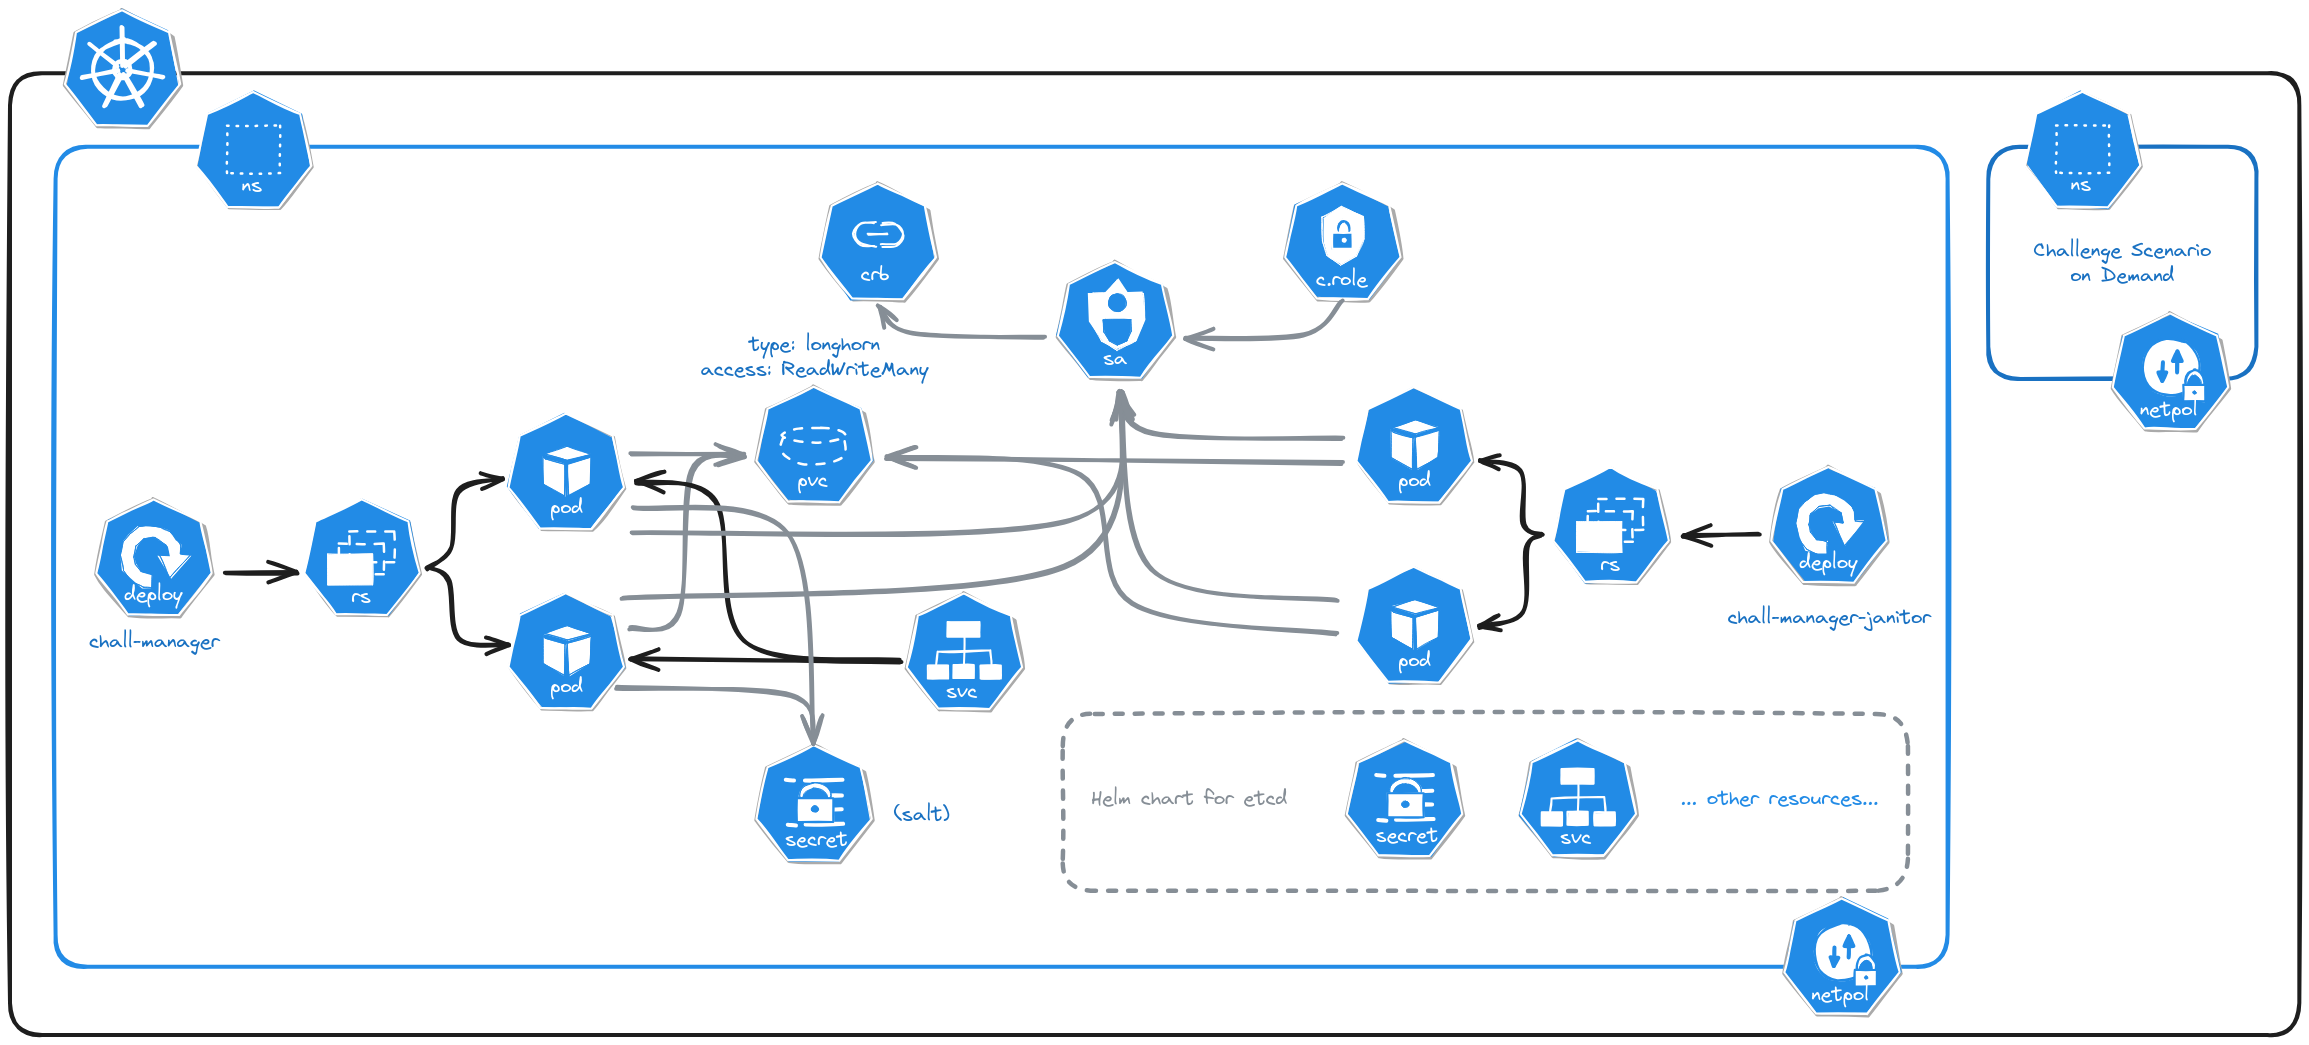 ns
ns
crb
c.role
sa
Challenge Scenario
on Demand
netpol
type: longhorn
access: ReadWriteMany
pvc
pod
pod
deploy
chall-manager
rs
rs
deploy
chall-manager-janitor
pod
pod
svc
secret
(salt)
Helm chart for etcd
secret
svc
... other resources...
netpol